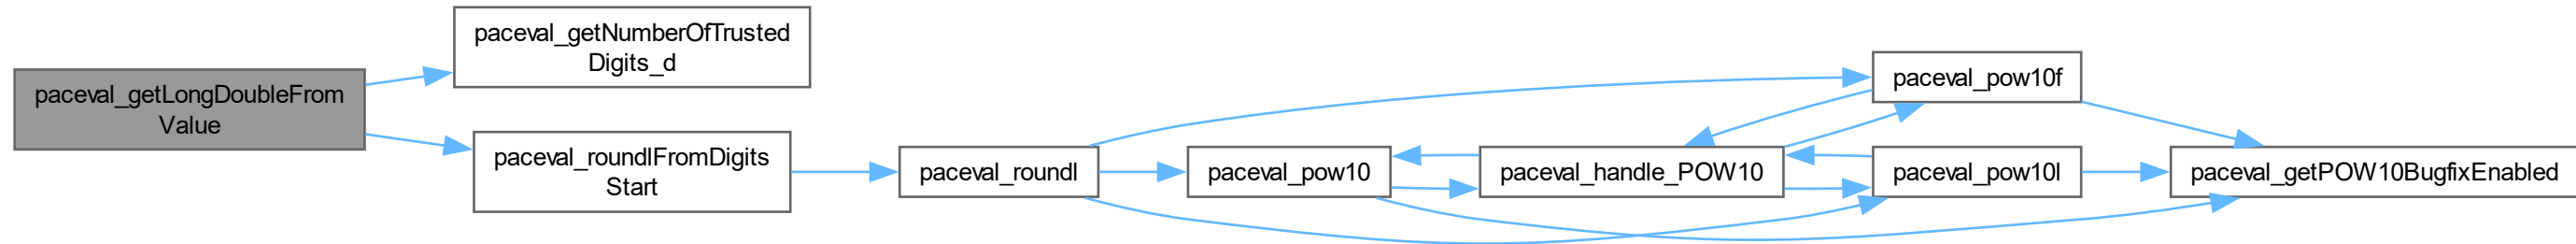 paceval_getLongDoubleFrom
Value
paceval_getNumberOfTrusted
Digits_d
paceval_roundlFromDigits
Start
paceval_roundl
paceval_pow10
paceval_handle_POW10
paceval_pow10f
paceval_pow10l
paceval_getPOW10BugfixEnabled